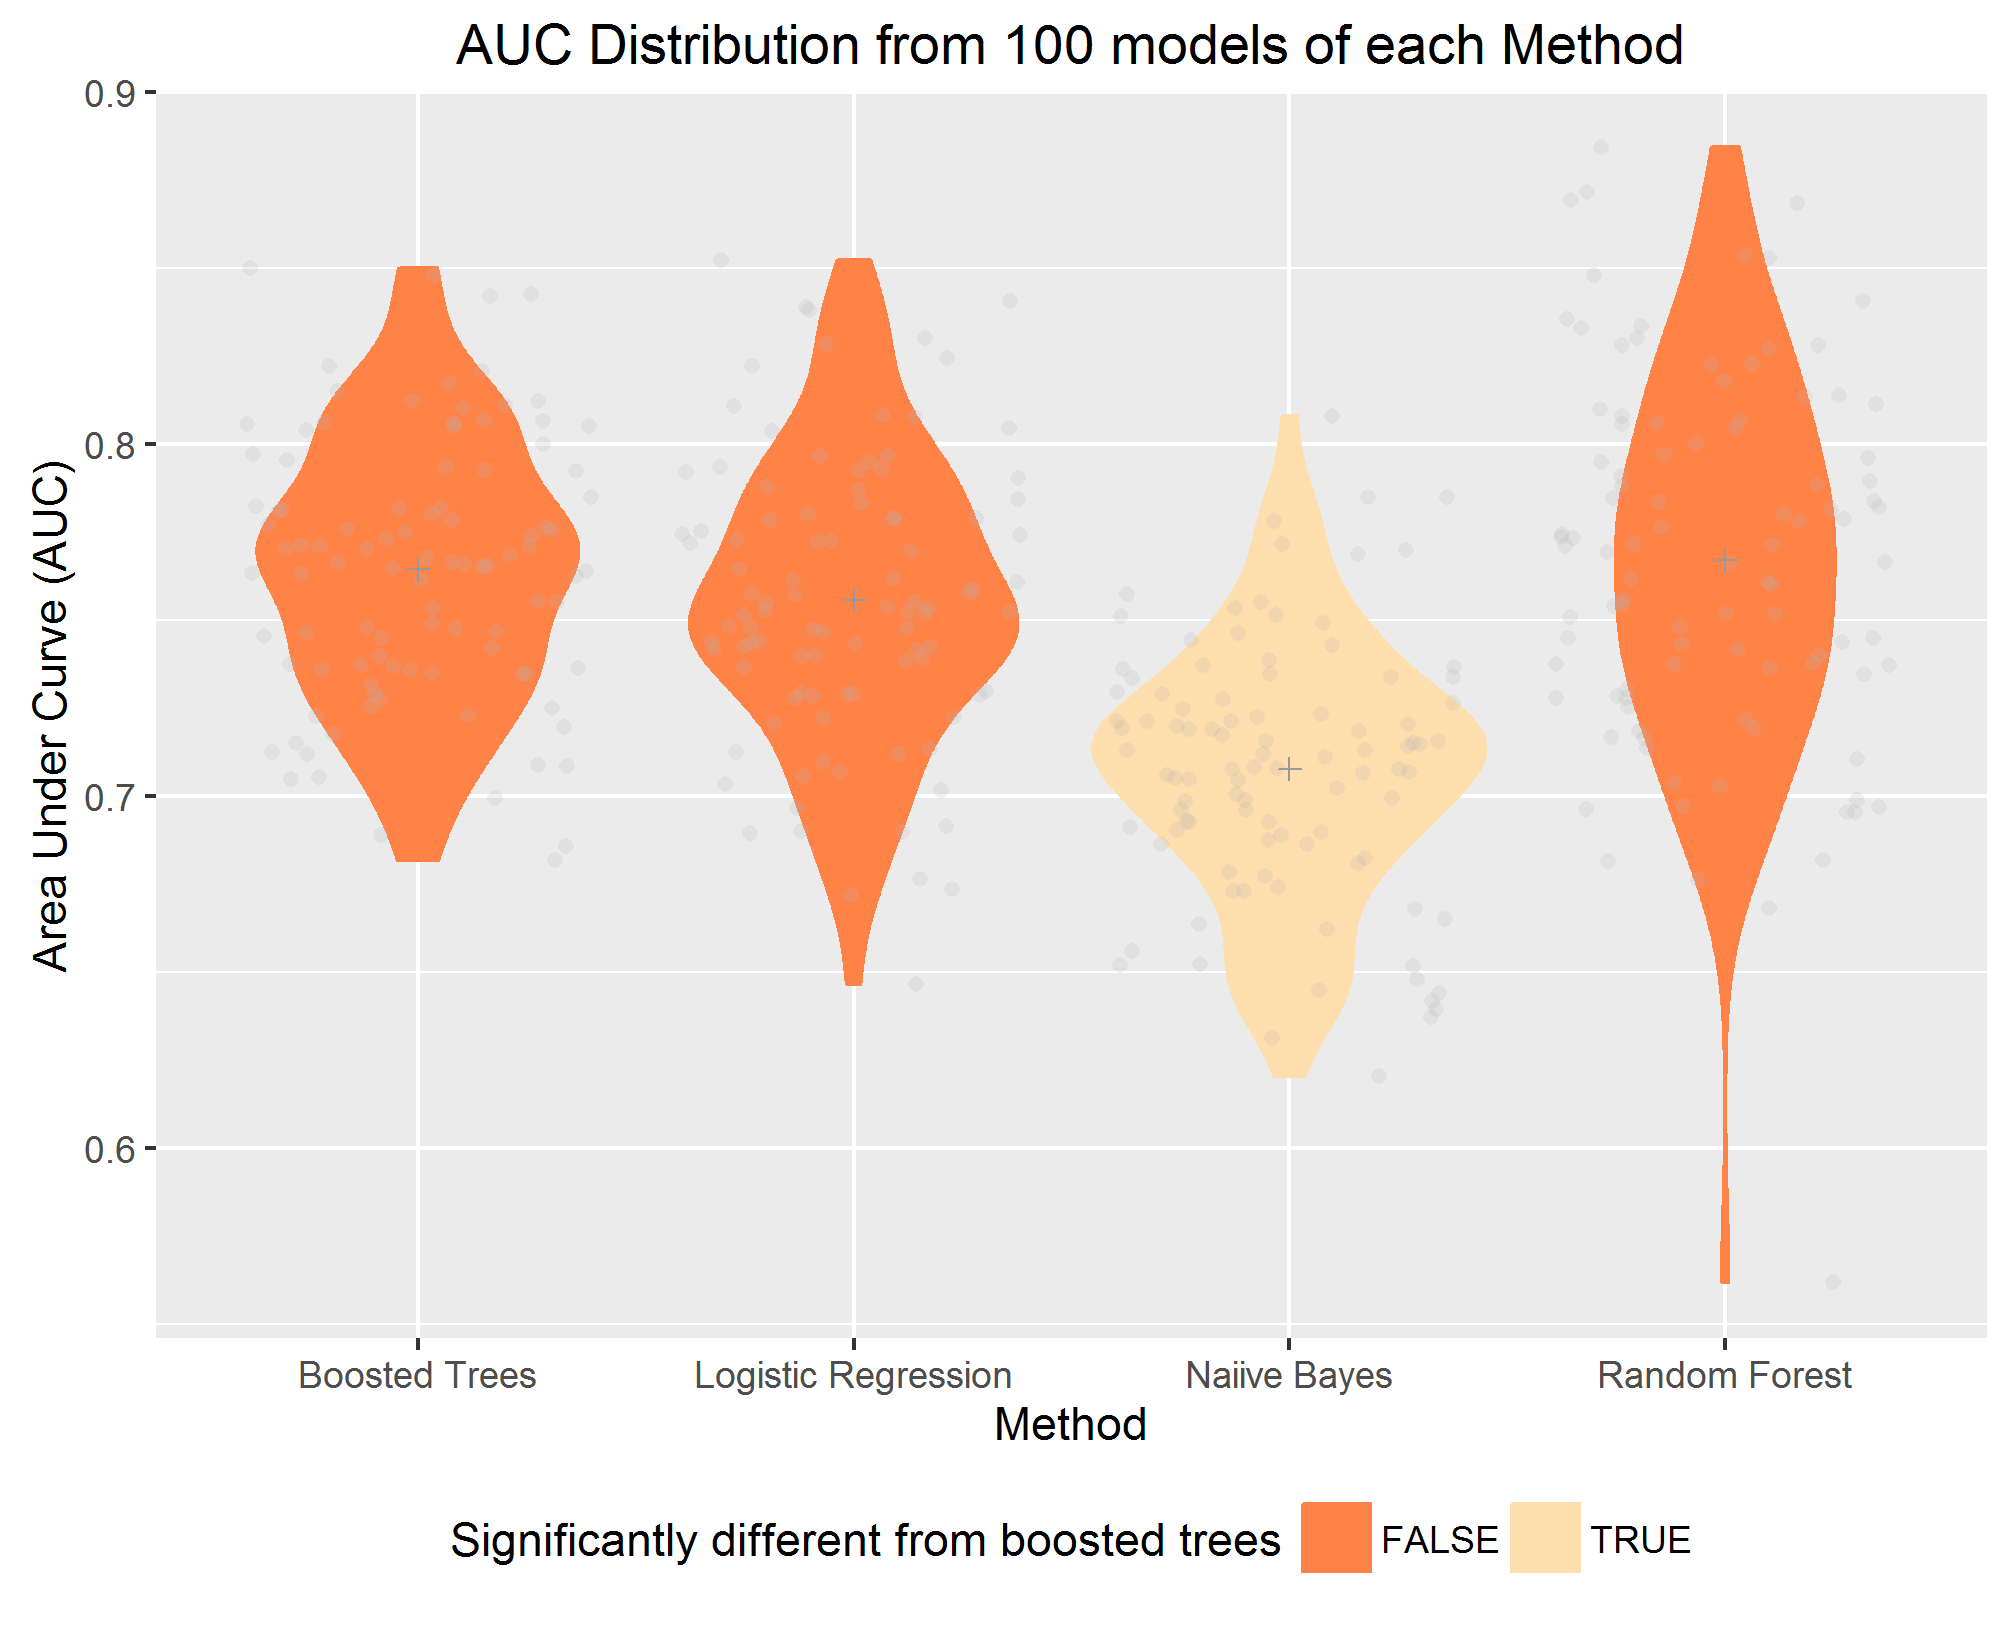 AUC Distribution from 100 models of each Method
0.9
0.8
0.7
0.6
Area Under Curve (AUC)
Boosted Trees
Logistic Regression
Naiive Bayes
Random Forest
Method
Significantly different from boosted trees
FALSE
TRUE